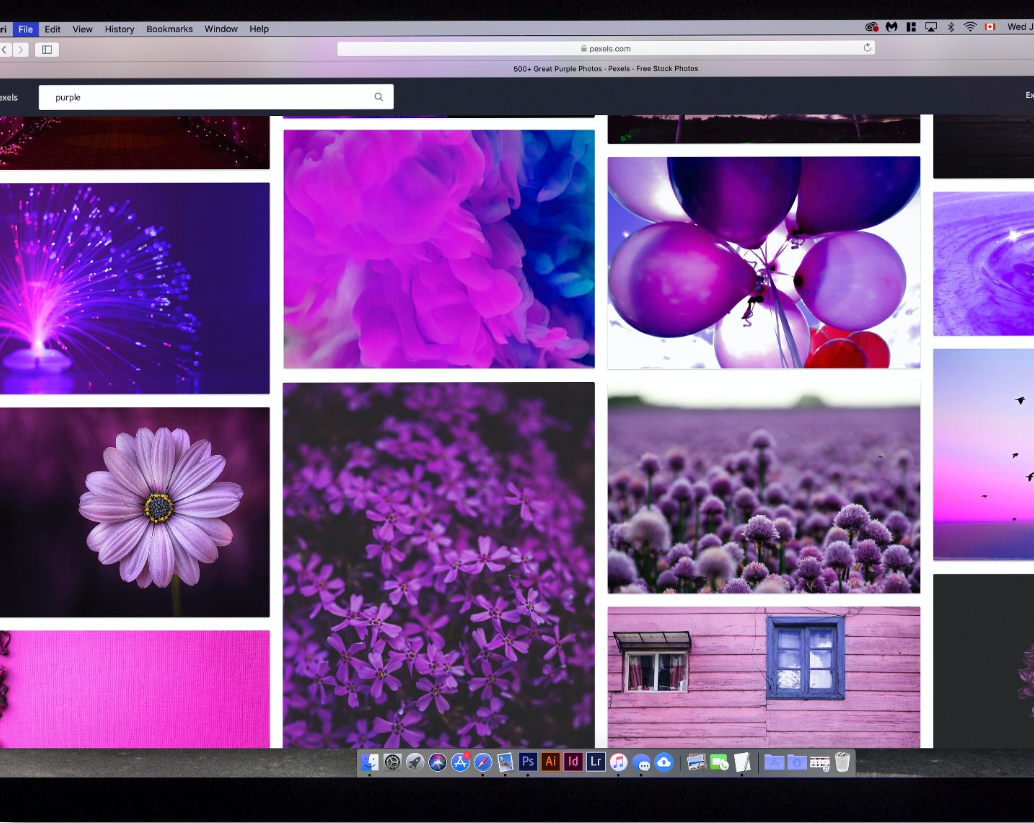 ri File Edit View History Bookmarks Window Help Wed J
pexels.com
500+ Great Purple Photos - Pexels - Free Stock Photos
exels purple Ex
Ps Ai Id Lr